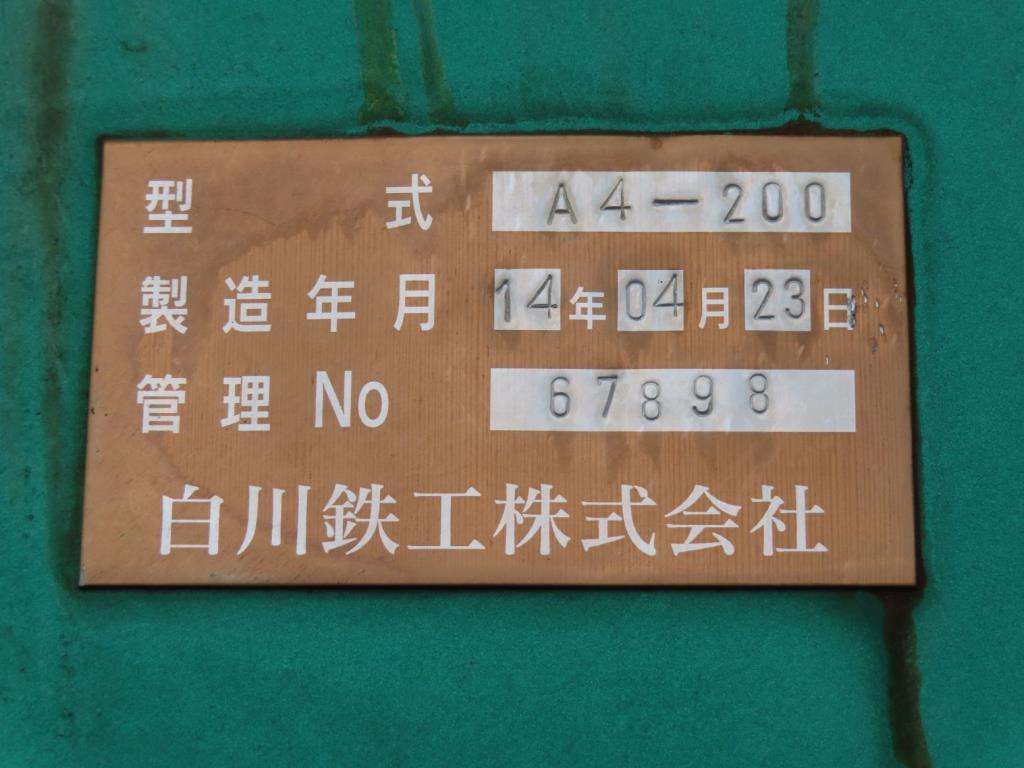 型式 A4-200
製造年月 14年04月23日
管理No 67898
白川鉄工株式会社